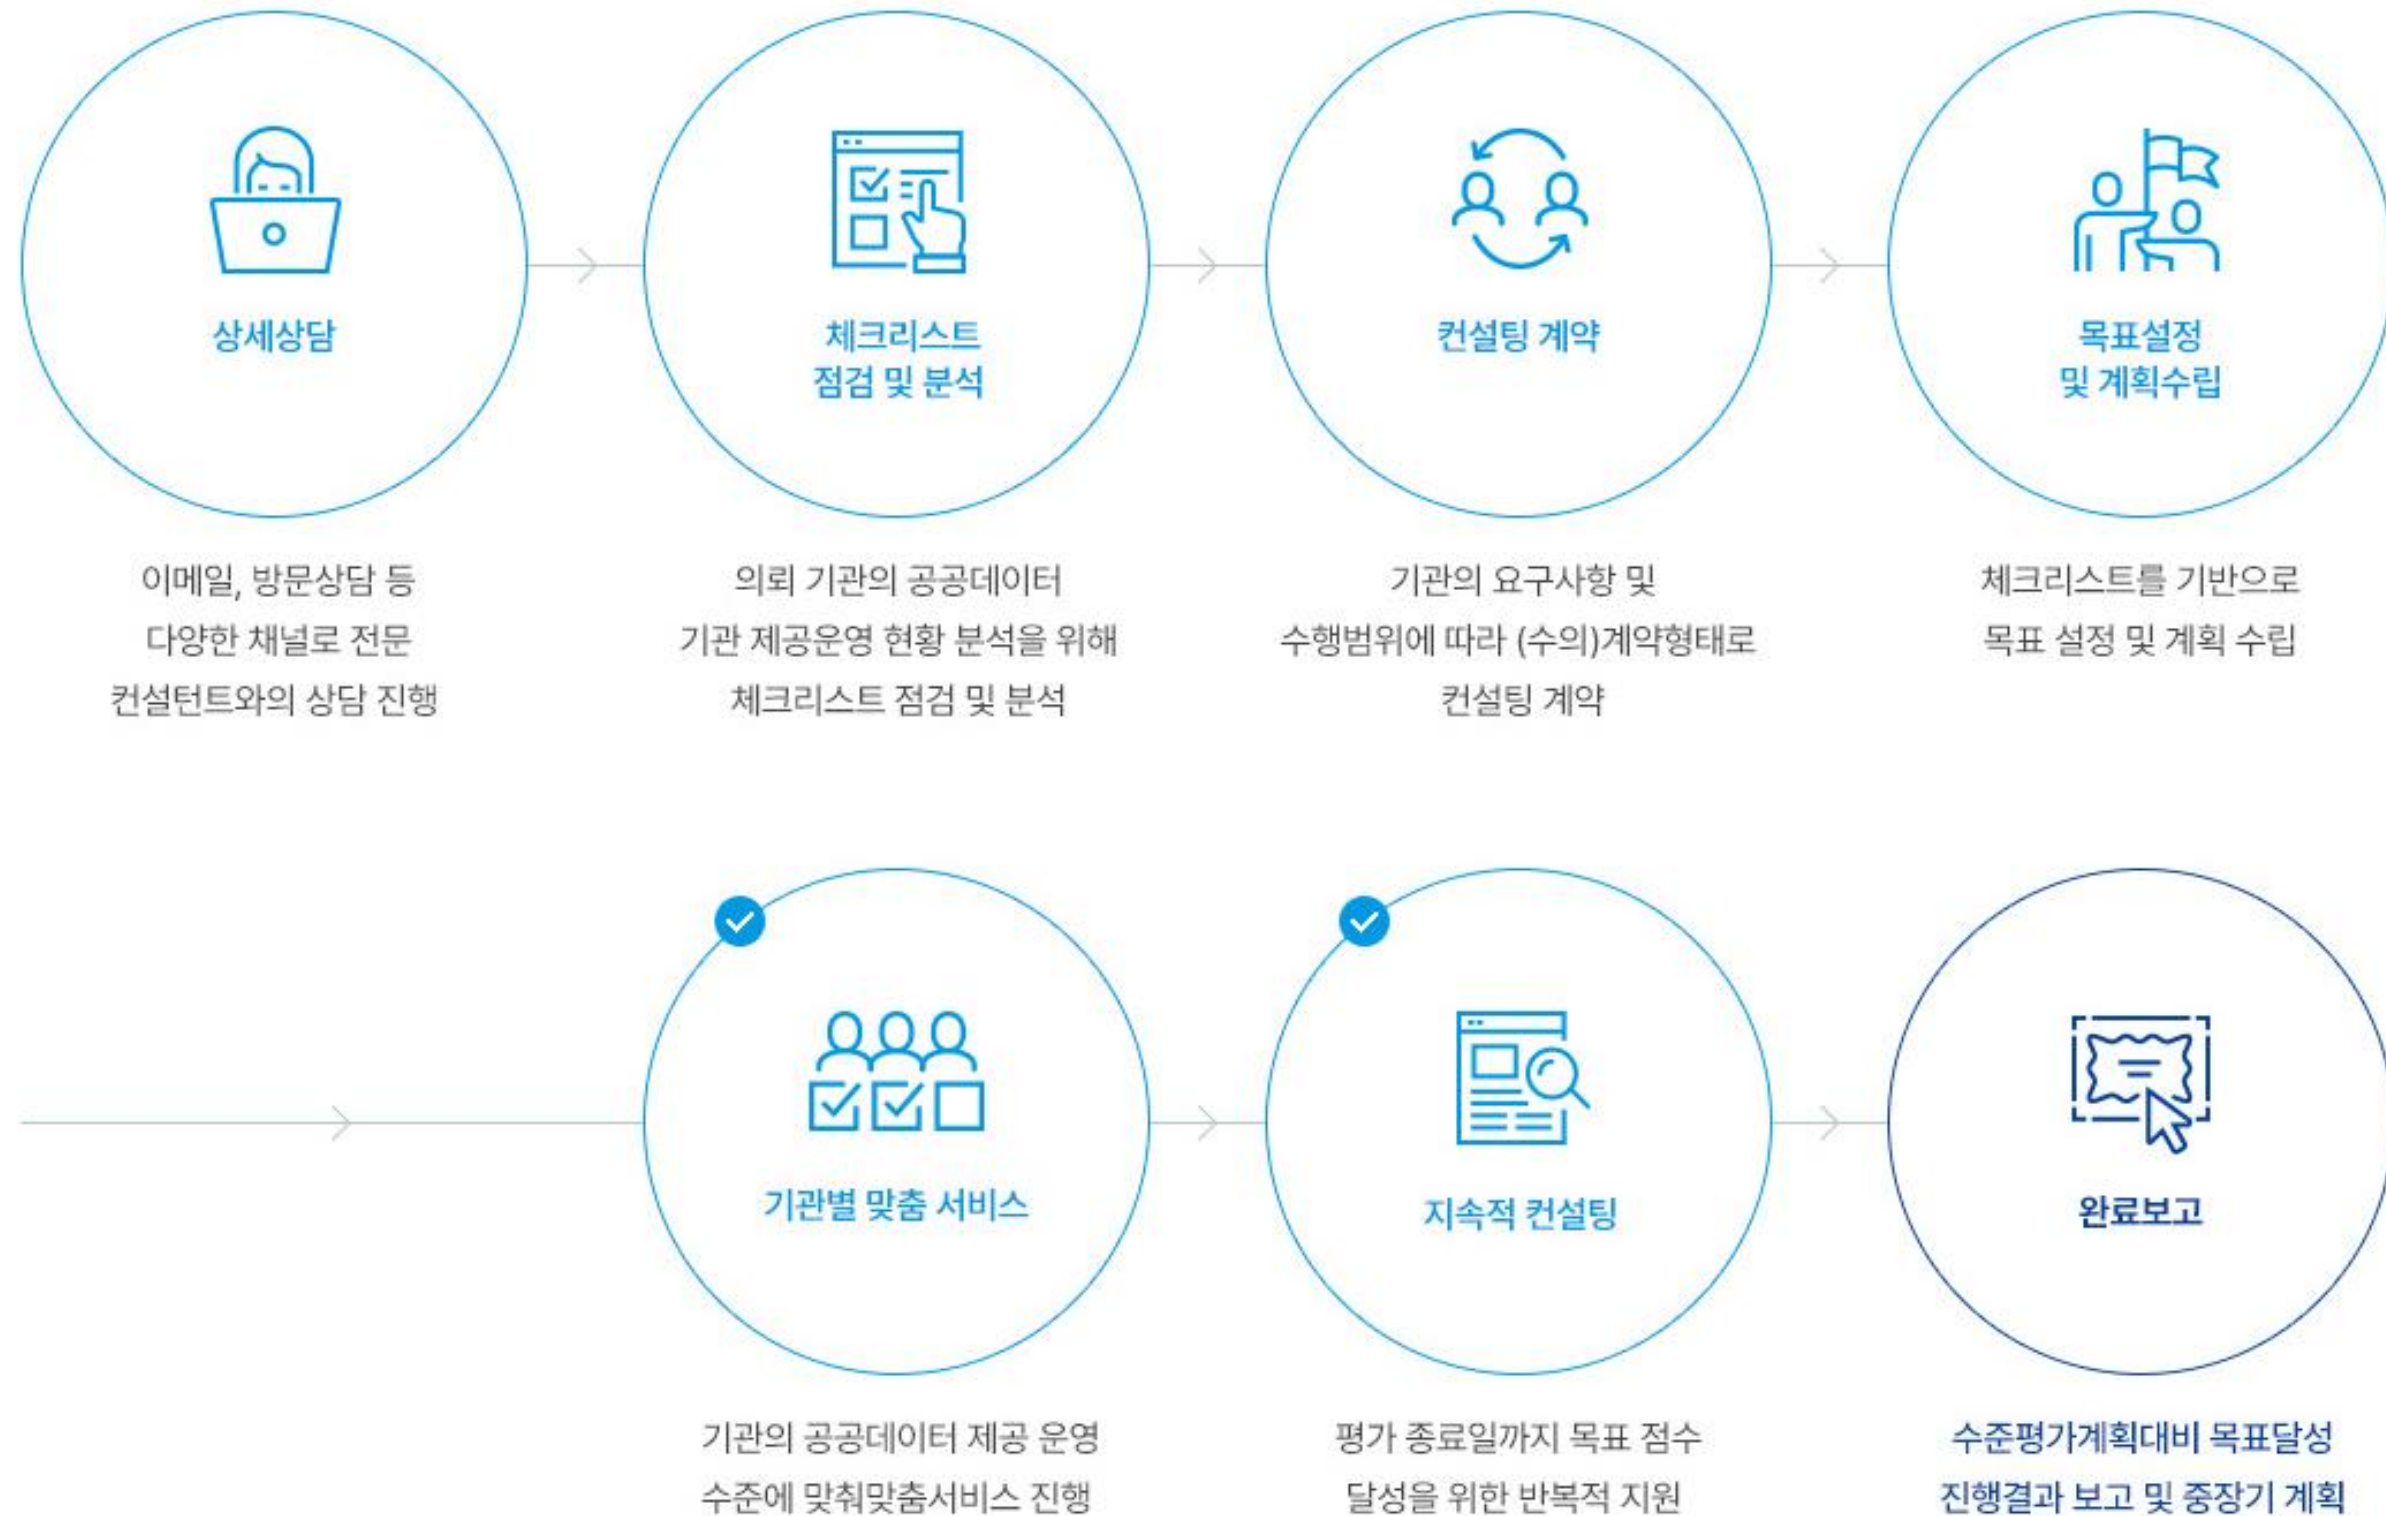 상세상담
이메일, 방문상담 등
다양한 채널로 전문
컨설턴트와의 상담 진행
체크리스트
점검 및 분석
의뢰 기관의 공공데이터
기관 제공운영 현황 분석을 위해
체크리스트 점검 및 분석
컨설팅 계약
기관의 요구사항 및
수행범위에 따라 (수의)계약형태로
컨설팅 계약
목표설정
및 계획수립
체크리스트를 기반으로
목표 설정 및 계획 수립
기관별 맞춤 서비스
기관의 공공데이터 제공 운영
수준에 맞춰맞춤서비스 진행
지속적 컨설팅
평가 종료일까지 목표 점수
달성을 위한 반복적 지원
완료보고
수준평가계획대비 목표달성
진행결과 보고 및 중장기 계획